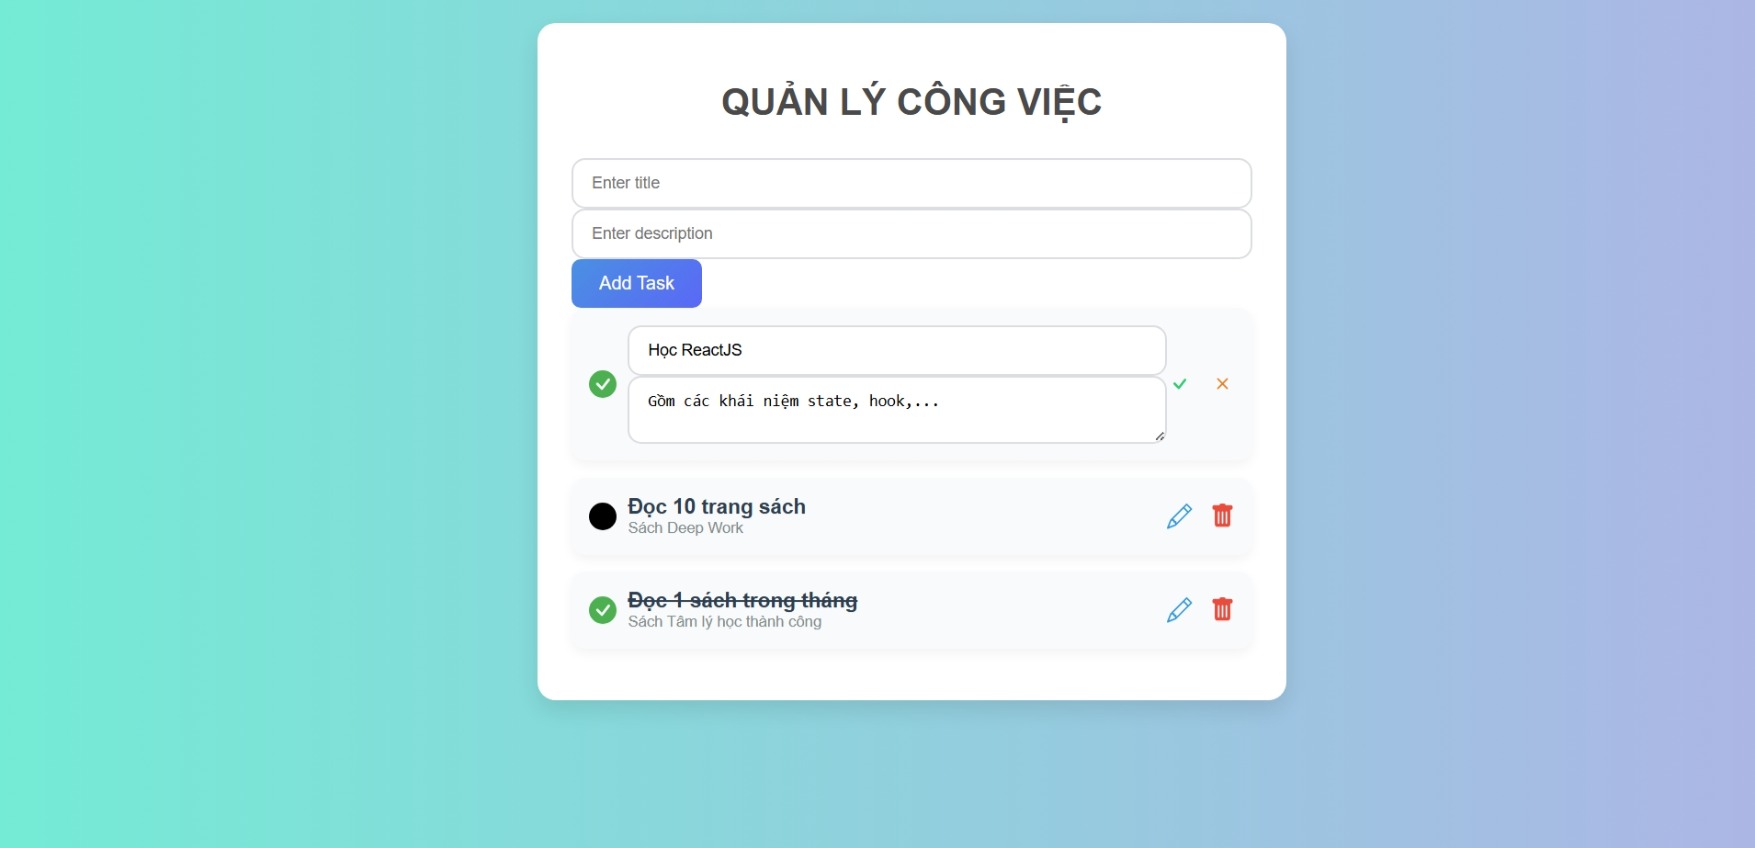 QUẢN LÝ CÔNG VIỆC
Enter title
Enter description
Add Task
Học ReactJS
Gồm các khái niệm state, hook,...
Đọc 10 trang sách
Sách Deep Work
Đọc 1 sách trong tháng
Sách Tâm lý học thành công